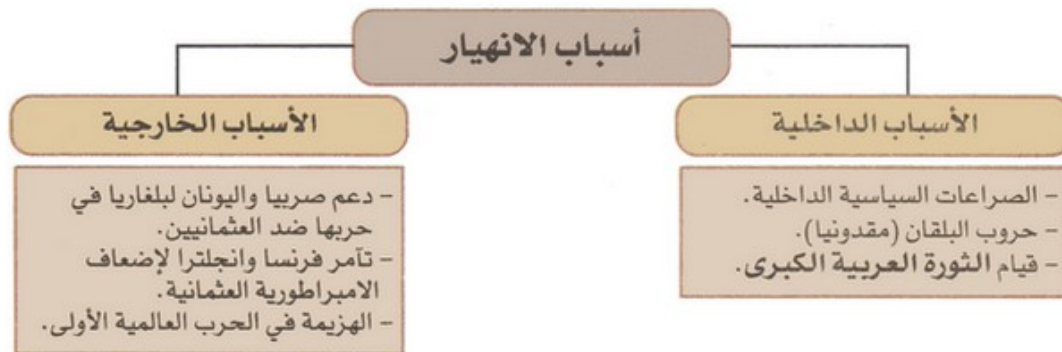 أسباب الانهيار
الأسباب الداخلية
- الصراعات السياسية الداخلية.
- حروب البلقان (مقدونيا).
- قيام الثورة العربية الكبرى.
الأسباب الخارجية
- دعم صربيا واليونان لبلغاريا في
حربها ضد العثمانيين.
- تآمر فرنسا وانجلترا لإضعاف
الامبراطورية العثمانية.
- الهزيمة في الحرب العالمية الأولى.